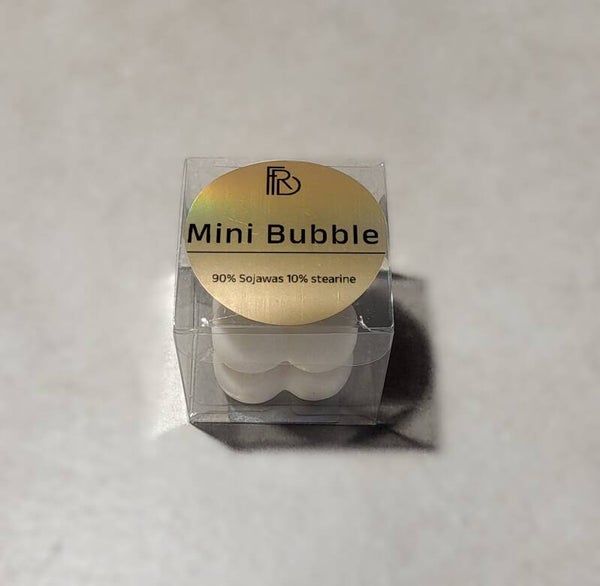 Mini Bubble
90% Sojawas 10% stearine